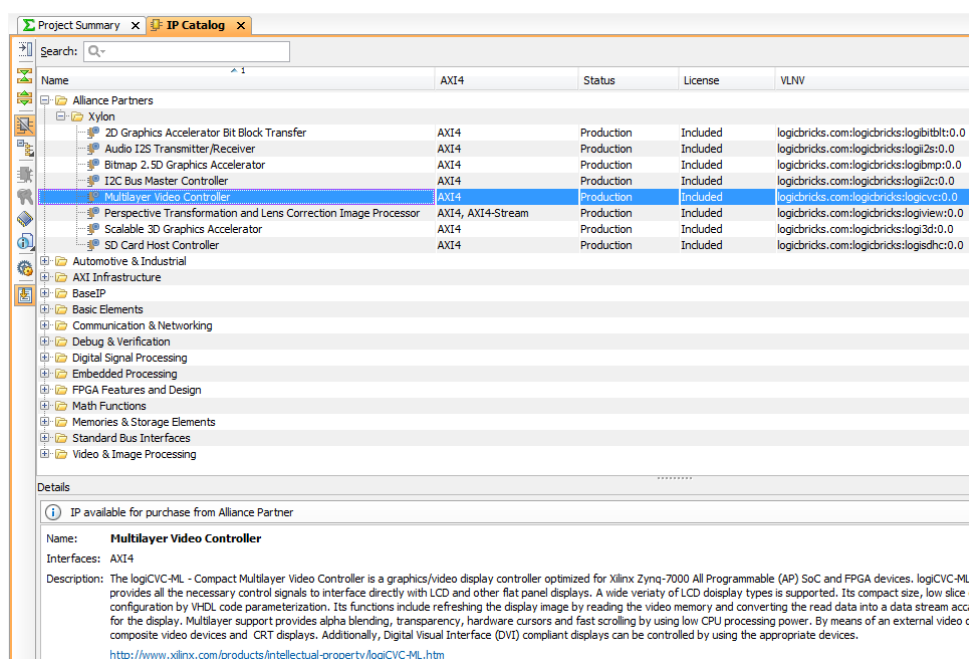 Project Summary × IP Catalog ×
Search:
Name 1 AXI4 Status License VLNV
Alliance Partners
Xylon
2D Graphics Accelerator Bit Block Transfer AXI4 Production Included logicbricks.com:logicbricks:logibitblt:0.0
Audio I2S Transmitter/Receiver AXI4 Production Included logicbricks.com:logicbricks:logii2s:0.0
Bitmap 2.5D Graphics Accelerator AXI4 Production Included logicbricks.com:logicbricks:logibmp:0.0
I2C Bus Master Controller AXI4 Production Included logicbricks.com:logicbricks:logii2c:0.0
Multilayer Video Controller AXI4 Production Included logicbricks.com:logicbricks:logicvc:0.0
Perspective Transformation and Lens Correction Image Processor AXI4, AXI4-Stream Production Included logicbricks.com:logicbricks:logiview:0.0
Scalable 3D Graphics Accelerator AXI4 Production Included logicbricks.com:logicbricks:logi3d:0.0
SD Card Host Controller AXI4 Production Included logicbricks.com:logicbricks:logisdhc:0.0
Automotive & Industrial
AXI Infrastructure
BaseIP
Basic Elements
Communication & Networking
Debug & Verification
Digital Signal Processing
Embedded Processing
FPGA Features and Design
Math Functions
Memories & Storage Elements
Standard Bus Interfaces
Video & Image Processing
Details
IP available for purchase from Alliance Partner
Name: Multilayer Video Controller
Interfaces: AXI4
Description: The logiCVC-ML - Compact Multilayer Video Controller is a graphics/video display controller optimized for Xilinx Zynq-7000 All Programmable (AP) SoC and FPGA devices. logiCVC-ML
provides all the necessary control signals to interface directly with LCD and other flat panel displays. A wide veriaty of LCD doisplay types is supported. Its compact size, low slice
configuration by VHDL code parameterization. Its functions include refreshing the display image by reading the video memory and converting the read data into a data stream acc
for the display. Multilayer support provides alpha blending, transparency, hardware cursors and fast scrolling by using low CPU processing power. By means of an external video
composite video devices and CRT displays. Additionally, Digital Visual Interface (DVI) compliant displays can be controlled by using the appropriate devices.
http://www.xilinx.com/products/intellectual-property/logiCVC-ML.htm